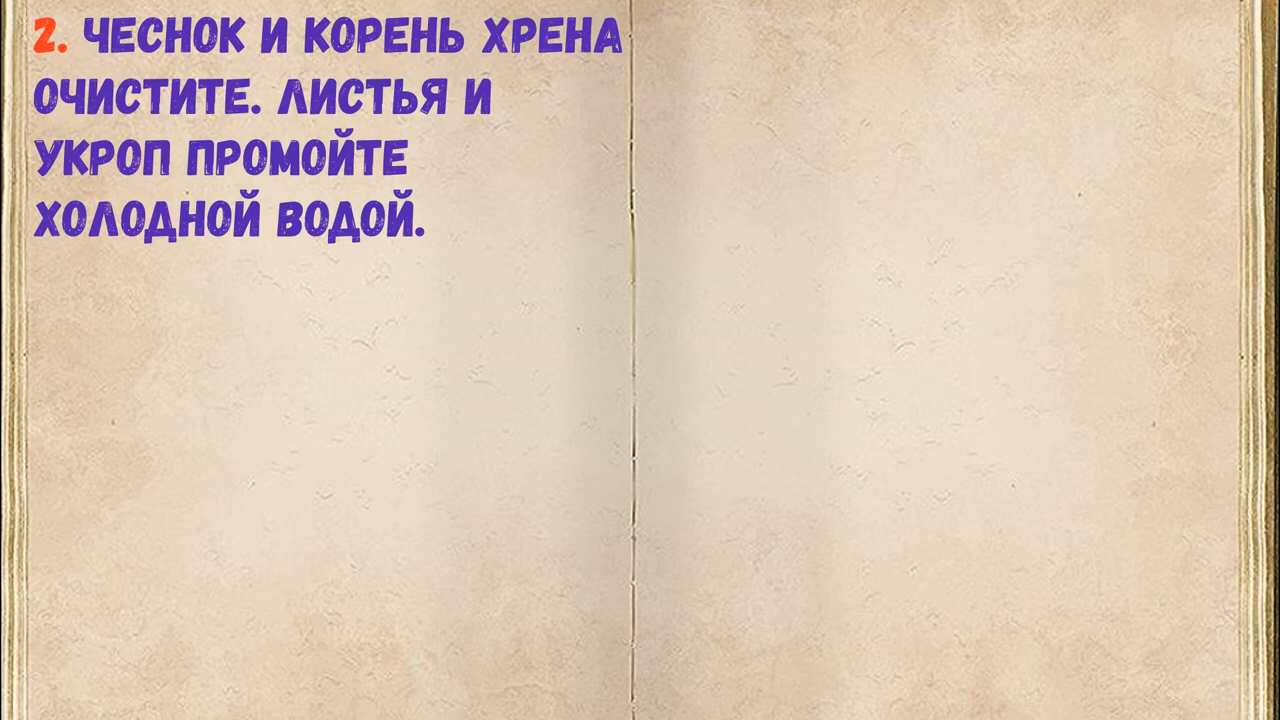 2. ЧЕСНОК И КОРЕНЬ ХРЕНА
ОЧИСТИТЕ. ЛИСТЬЯ И
УКРОП ПРОМОЙТЕ
ХОЛОДНОЙ ВОДОЙ.